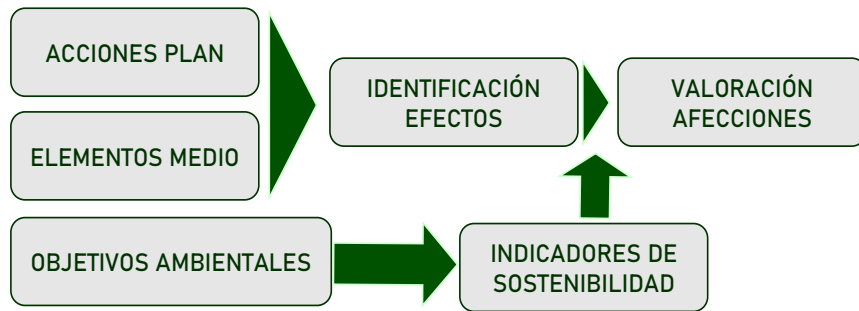 ACCIONES PLAN
IDENTIFICACIÓN
EFECTOS
VALORACIÓN
AFECCIONES
ELEMENTOS MEDIO
OBJETIVOS AMBIENTALES
INDICADORES DE
SOSTENIBILIDAD